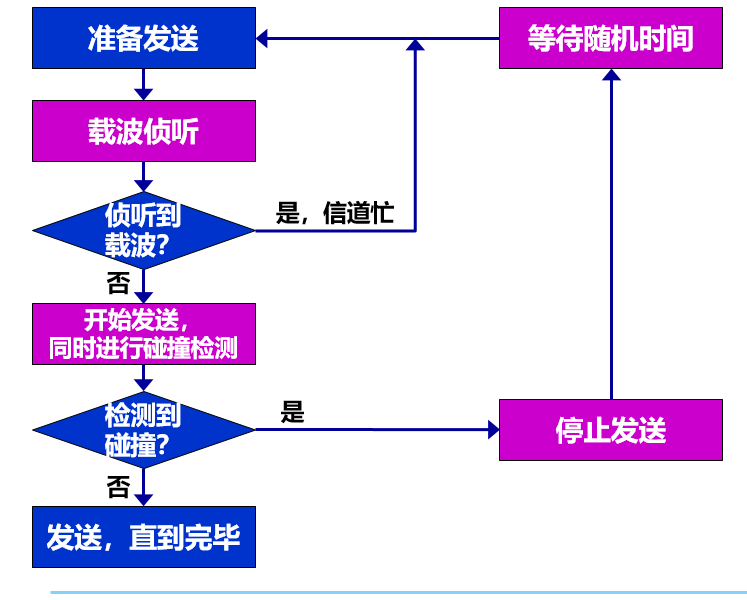 准备发送
等待随机时间
载波侦听
侦听到
载波？
是，信道忙
否
开始发送，
同时进行碰撞检测
检测到
碰撞？
是
停止发送
否
发送，直到完毕